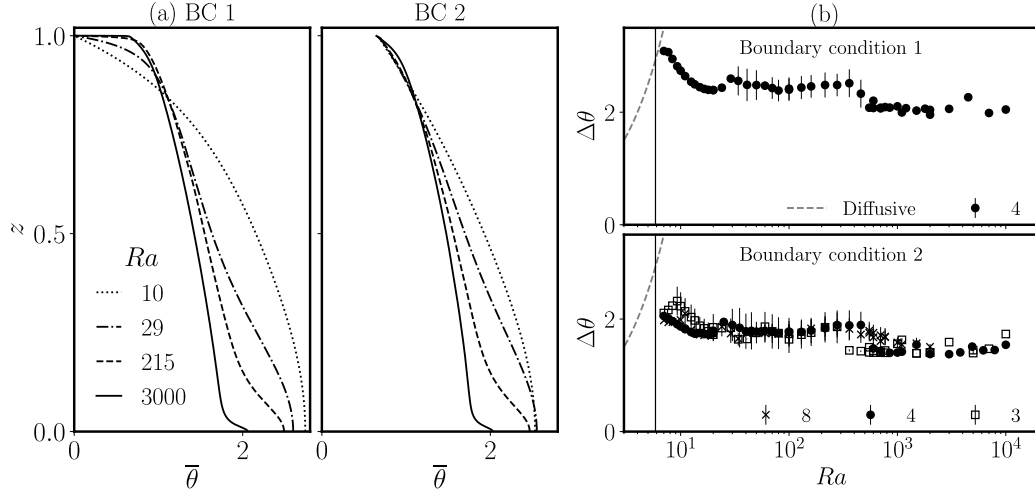 (a) BC 1
BC 2
(b)
1.0
0.5
0.0
z
Ra
10
29
215
3000
0
2
θ̅
0
2
θ̅
Boundary condition 1
Δθ
2
0
Diffusive
4
Boundary condition 2
Δθ
2
0
8
4
3
10¹
10²
10³
10⁴
Ra